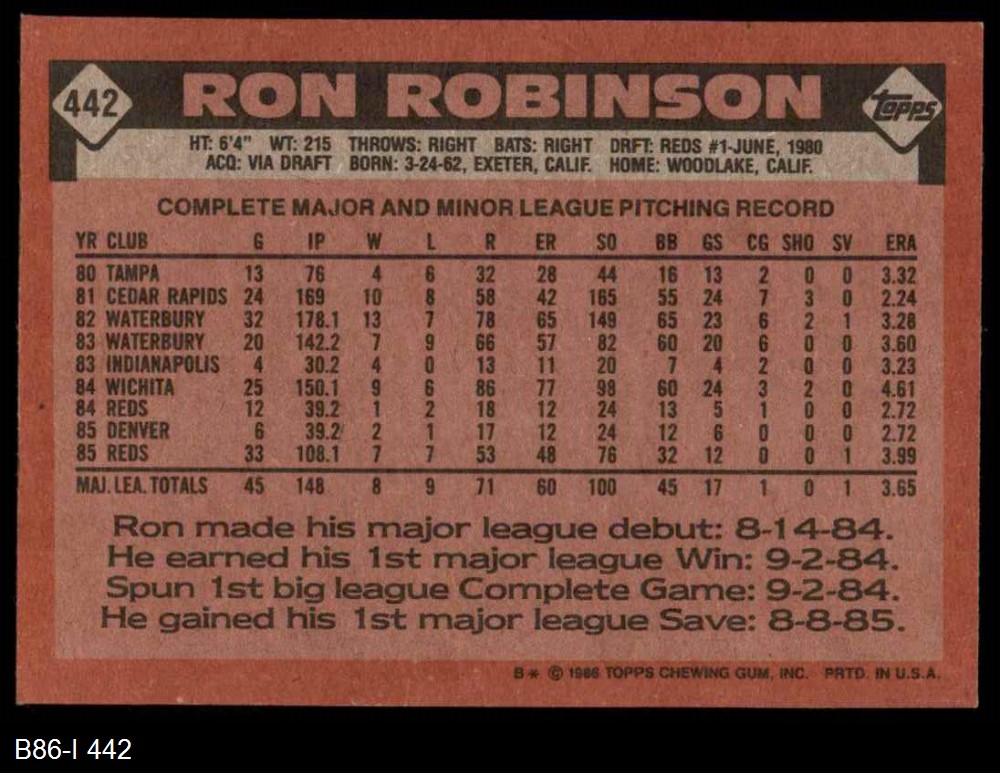 442 RON ROBINSON TOPPS
HT: 6'4" WT: 215 THROWS: RIGHT BATS: RIGHT DRFT: REDS #1-JUNE, 1980
ACQ: VIA DRAFT BORN: 3-24-62, EXETER, CALIF. HOME: WOODLAKE, CALIF.
COMPLETE MAJOR AND MINOR LEAGUE PITCHING RECORD
YR CLUB G IP W L R ER SO BB GS CG SHO SV ERA
80 TAMPA 13 76 4 6 32 28 44 16 13 2 0 0 3.32
81 CEDAR RAPIDS 24 169 10 8 58 42 165 55 24 7 3 0 2.24
82 WATERBURY 32 178.1 13 7 78 65 149 65 23 6 2 1 3.28
83 WATERBURY 20 142.2 7 9 66 57 82 60 20 6 0 0 3.60
83 INDIANAPOLIS 4 30.2 4 0 13 11 20 7 4 2 0 0 3.23
84 WICHITA 25 150.1 9 6 86 77 98 60 24 3 2 0 4.61
84 REDS 12 39.2 1 2 18 12 24 13 5 1 0 0 2.72
85 DENVER 6 39.2 2 1 17 12 24 12 6 0 0 0 2.72
85 REDS 33 108.1 7 7 53 48 76 32 12 0 0 1 3.99
MAJ. LEA. TOTALS 45 148 8 9 71 60 100 45 17 1 0 1 3.65
Ron made his major league debut: 8-14-84.
He earned his 1st major league Win: 9-2-84.
Spun 1st big league Complete Game: 9-2-84.
He gained his 1st major league Save: 8-8-85.
B* © 1986 TOPPS CHEWING GUM, INC. PRTD. IN U.S.A.
B86-I 442